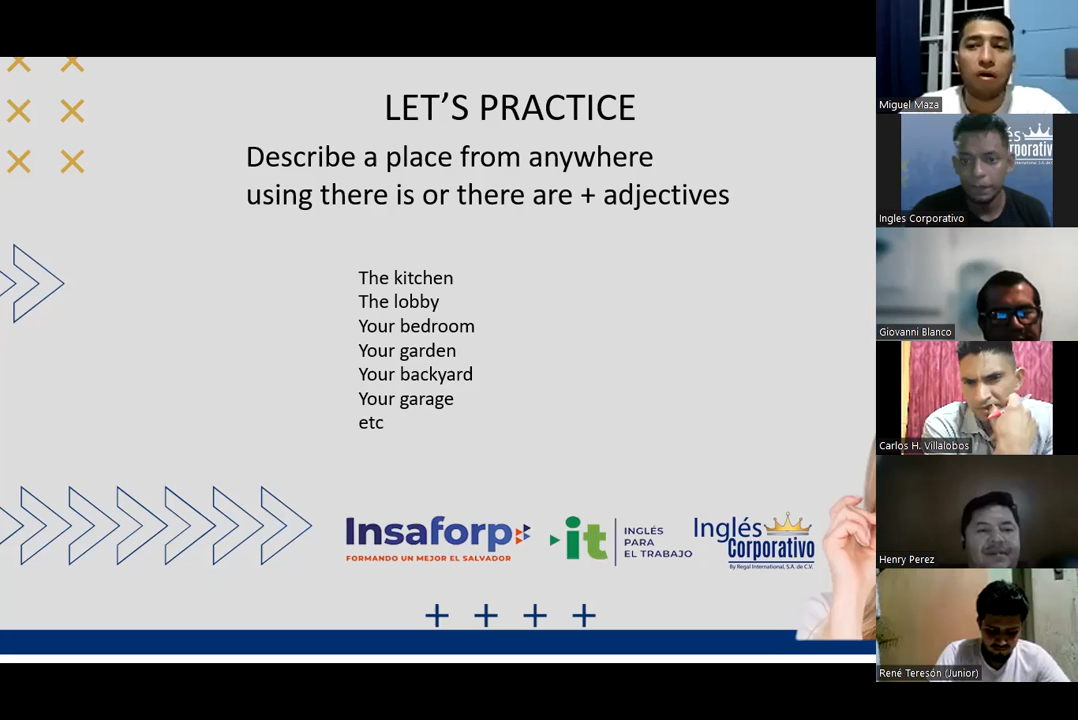 LET'S PRACTICE
Describe a place from anywhere
using there is or there are + adjectives
The kitchen
The lobby
Your bedroom
Your garden
Your backyard
Your garage
etc
Insaforp
FORMANDO UN MEJOR EL SALVADOR
it
INGLÉS
PARA
EL TRABAJO
Inglés
Corporativo
By Regal International, S.A. de C.V.
Miguel Maza
és
rporativ
Ingles Corporativo
Giovanni Blanco
Carlos H. Villalobos
Henry Perez
René Teresón (Junior)